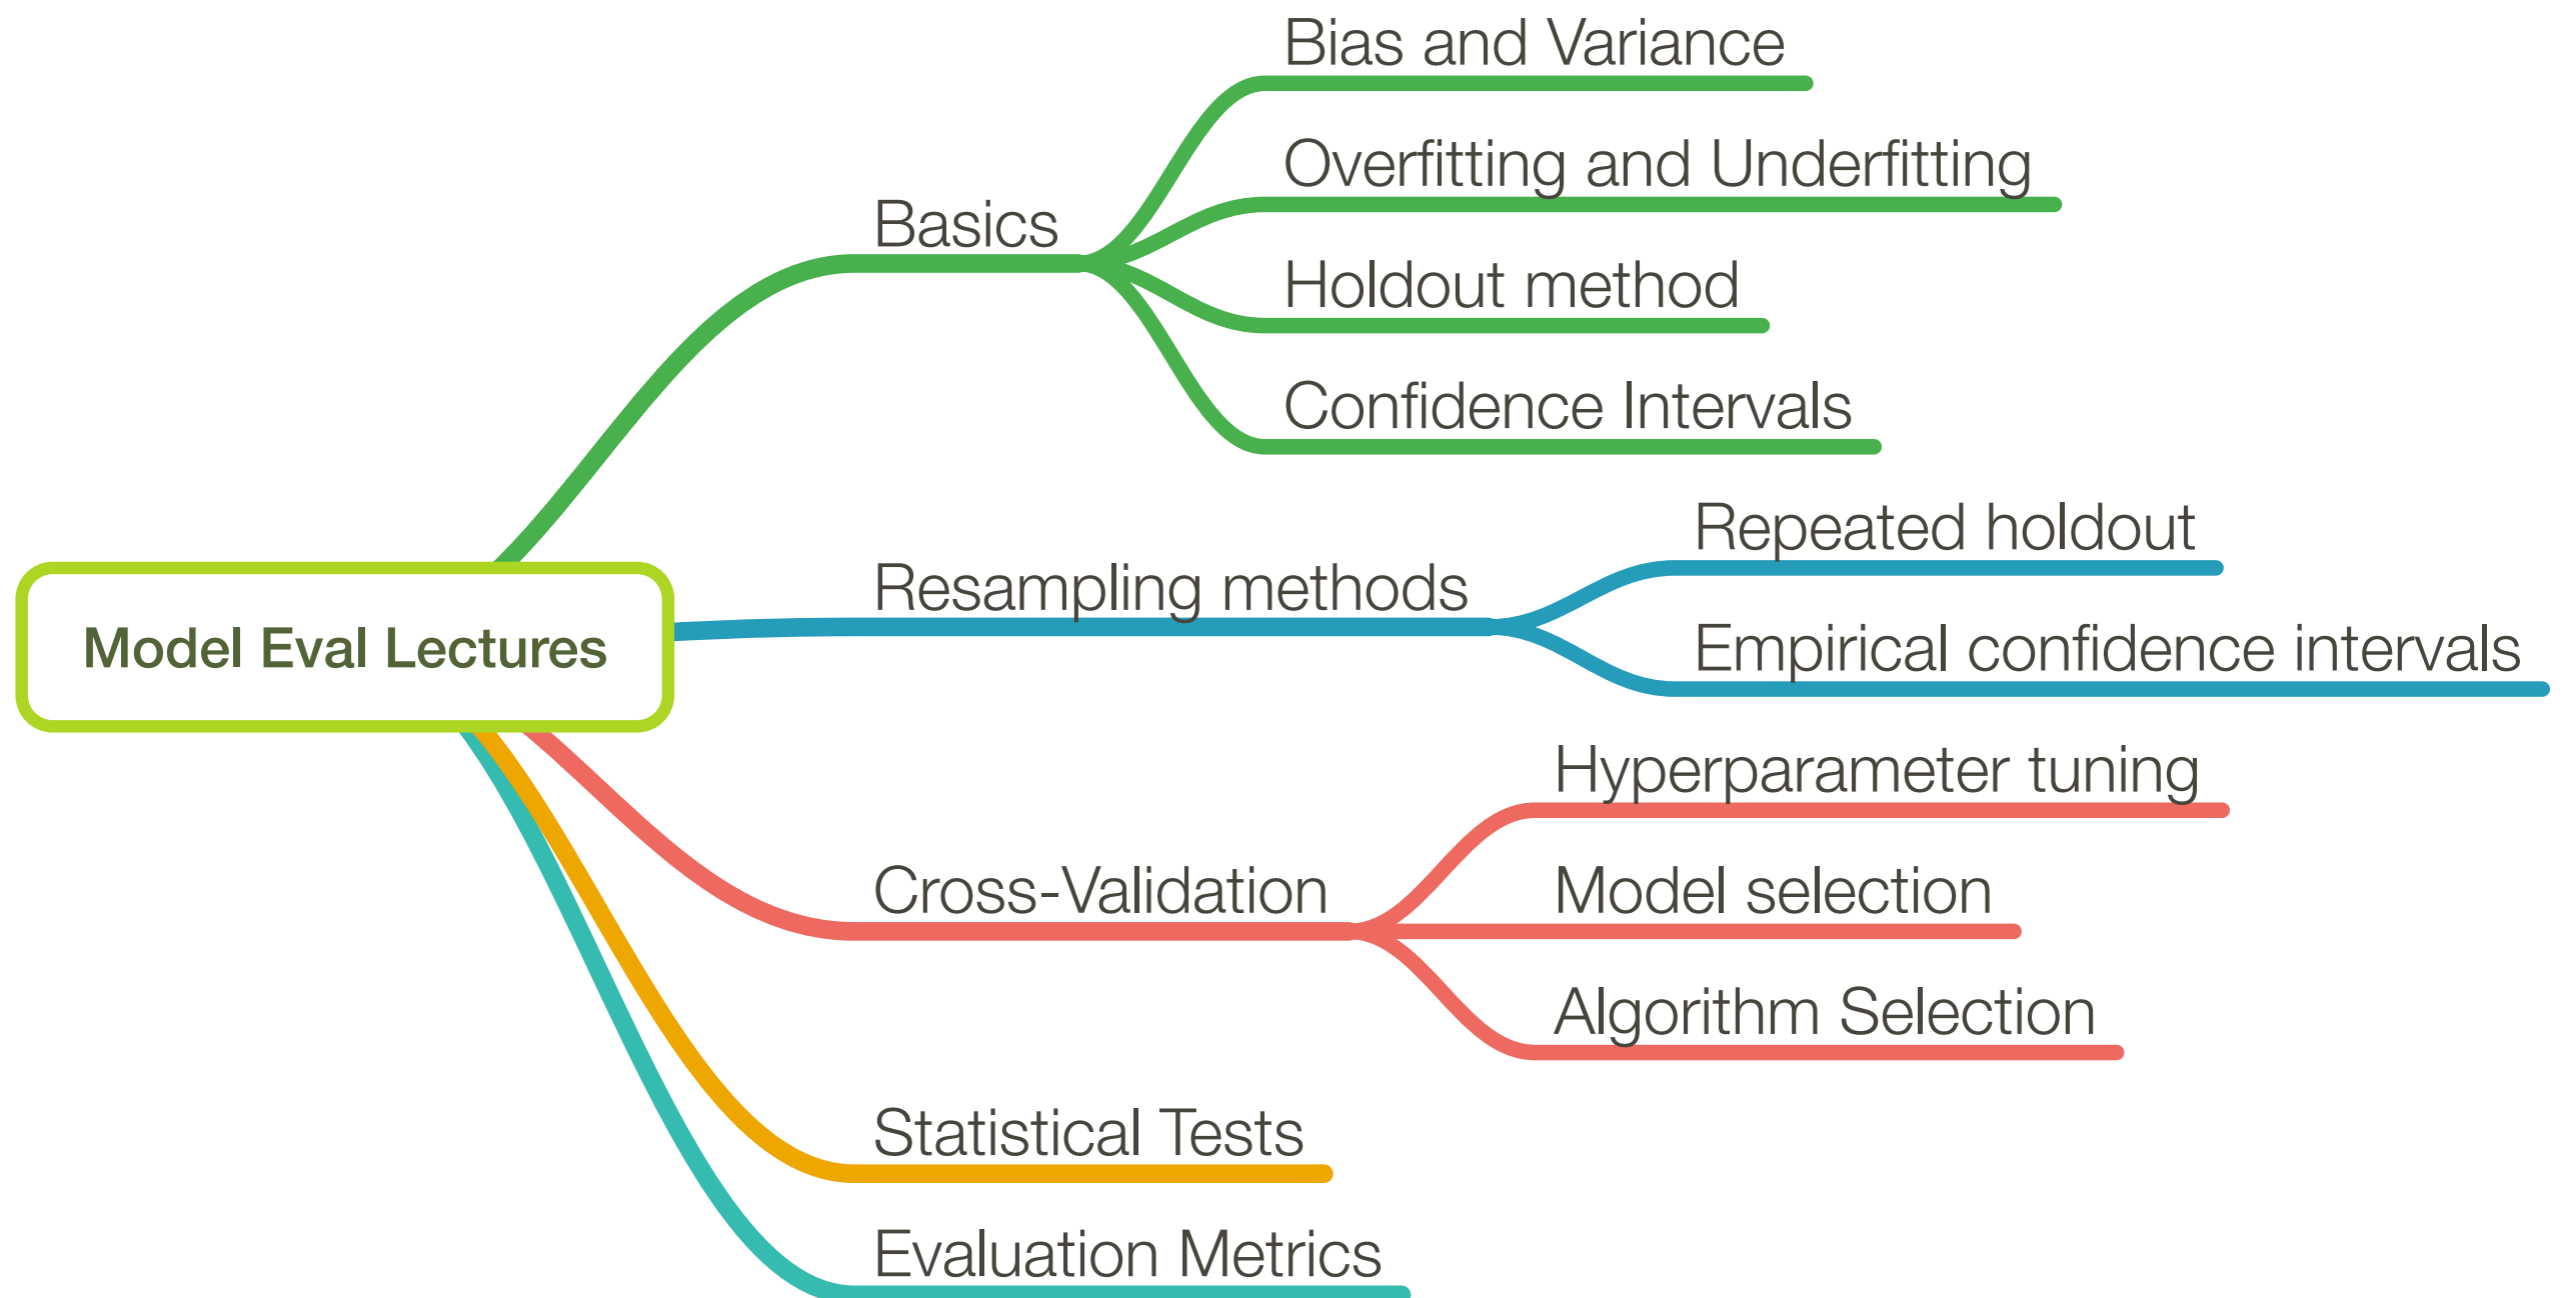 Bias and Variance
Overfitting and Underfitting
Basics
Holdout method
Confidence Intervals
Repeated holdout
Resampling methods
Empirical confidence intervals
Model Eval Lectures
Hyperparameter tuning
Cross-Validation
Model selection
Algorithm Selection
Statistical Tests
Evaluation Metrics